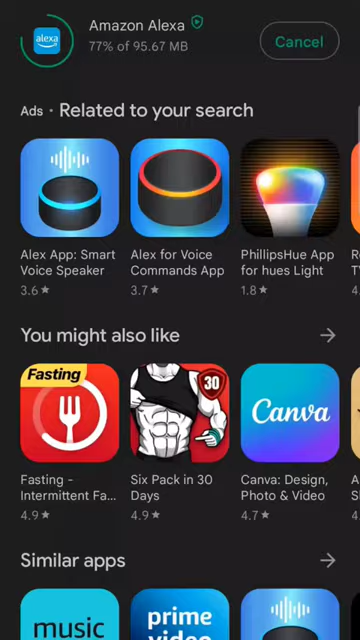 alexa
Amazon Alexa
77% of 95.67 MB
Cancel
Ads • Related to your search
Alex App: Smart Voice Speaker
3.6★
Alex for Voice Commands App
3.7★
PhillipsHue App for hues Light
1.8★
You might also like
Fasting
Fasting - Intermittent Fa...
4.9★
30
Six Pack in 30 Days
4.9★
Canva
Canva: Design, Photo & Video
4.7★
Similar apps
music
prime video